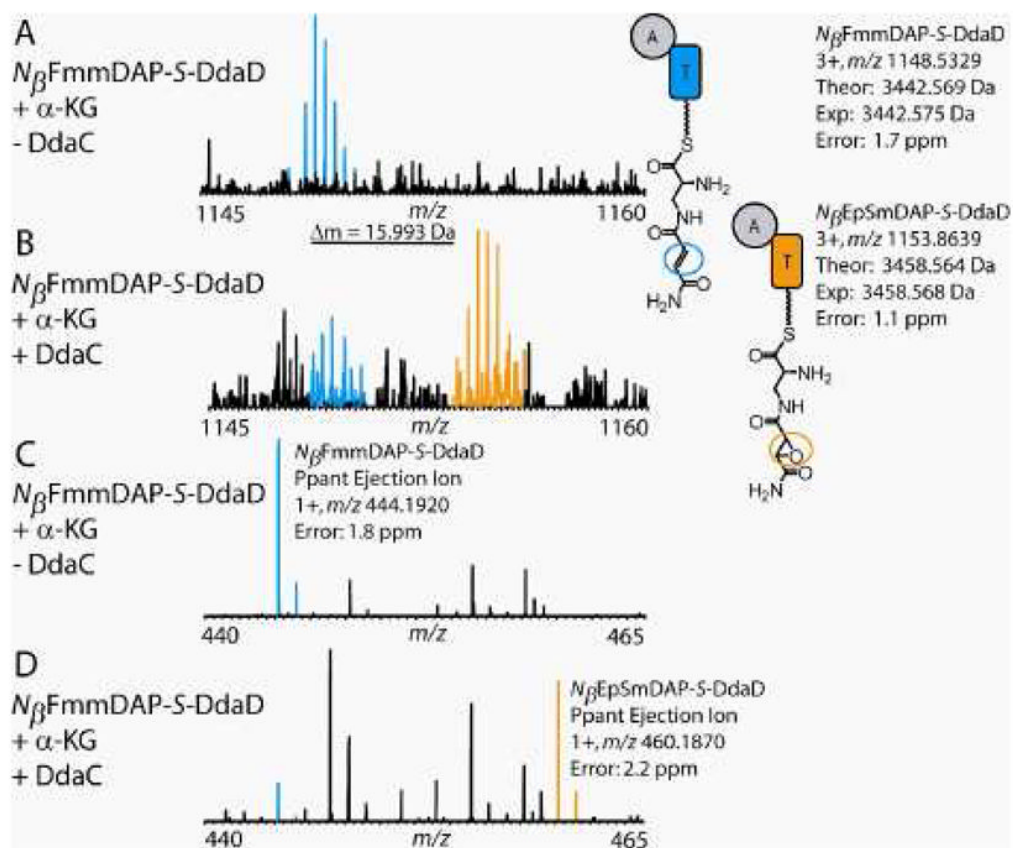 A
NβFmmDAP-S-DdaD
+ α-KG
- DdaC
1145
m/z
1160
Δm = 15.993 Da
A
T
S
O
NH2
NH
O
O
H2N
NβFmmDAP-S-DdaD
3+, m/z 1148.5329
Theor: 3442.569 Da
Exp: 3442.575 Da
Error: 1.7 ppm
B
NβFmmDAP-S-DdaD
+ α-KG
+ DdaC
1145
m/z
1160
NβEpSmDAP-S-DdaD
3+, m/z 1153.8639
Theor: 3458.564 Da
Exp: 3458.568 Da
Error: 1.1 ppm
A
T
S
O
NH2
NH
O
O
O
H2N
C
NβFmmDAP-S-DdaD
+ α-KG
- DdaC
NβFmmDAP-S-DdaD
Ppant Ejection Ion
1+, m/z 444.1920
Error: 1.8 ppm
440
m/z
465
D
NβFmmDAP-S-DdaD
+ α-KG
+ DdaC
NβEpSmDAP-S-DdaD
Ppant Ejection Ion
1+, m/z 460.1870
Error: 2.2 ppm
440
m/z
465